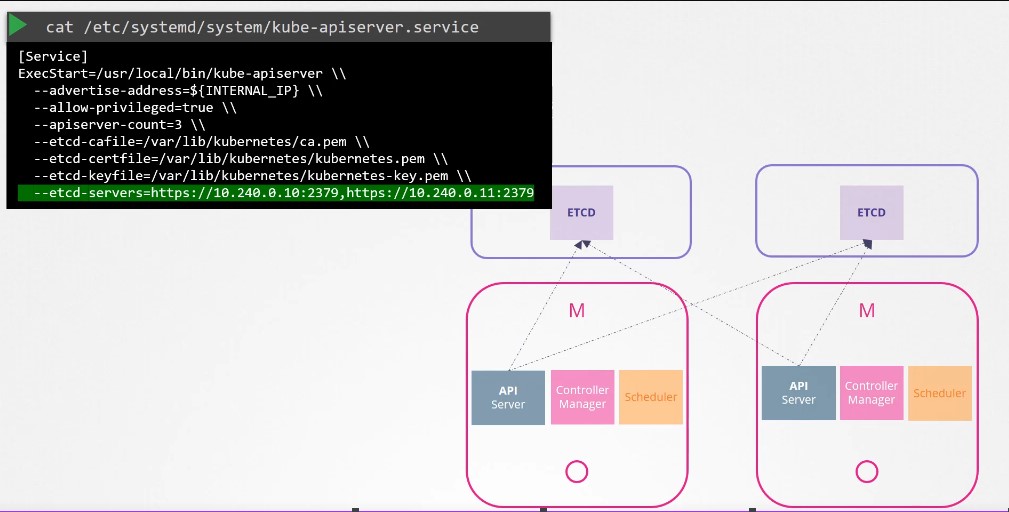 cat /etc/systemd/system/kube-apiserver.service
[Service]
ExecStart=/usr/local/bin/kube-apiserver \\
--advertise-address=${INTERNAL_IP} \\
--allow-privileged=true \\
--apiserver-count=3 \\
--etcd-cafile=/var/lib/kubernetes/ca.pem \\
--etcd-certfile=/var/lib/kubernetes/kubernetes.pem \\
--etcd-keyfile=/var/lib/kubernetes/kubernetes-key.pem \\
--etcd-servers=https://10.240.0.10:2379,https://10.240.0.11:2379
ETCD
ETCD
M
API
Server
Controller
Manager
Scheduler
M
API
Server
Controller
Manager
Scheduler